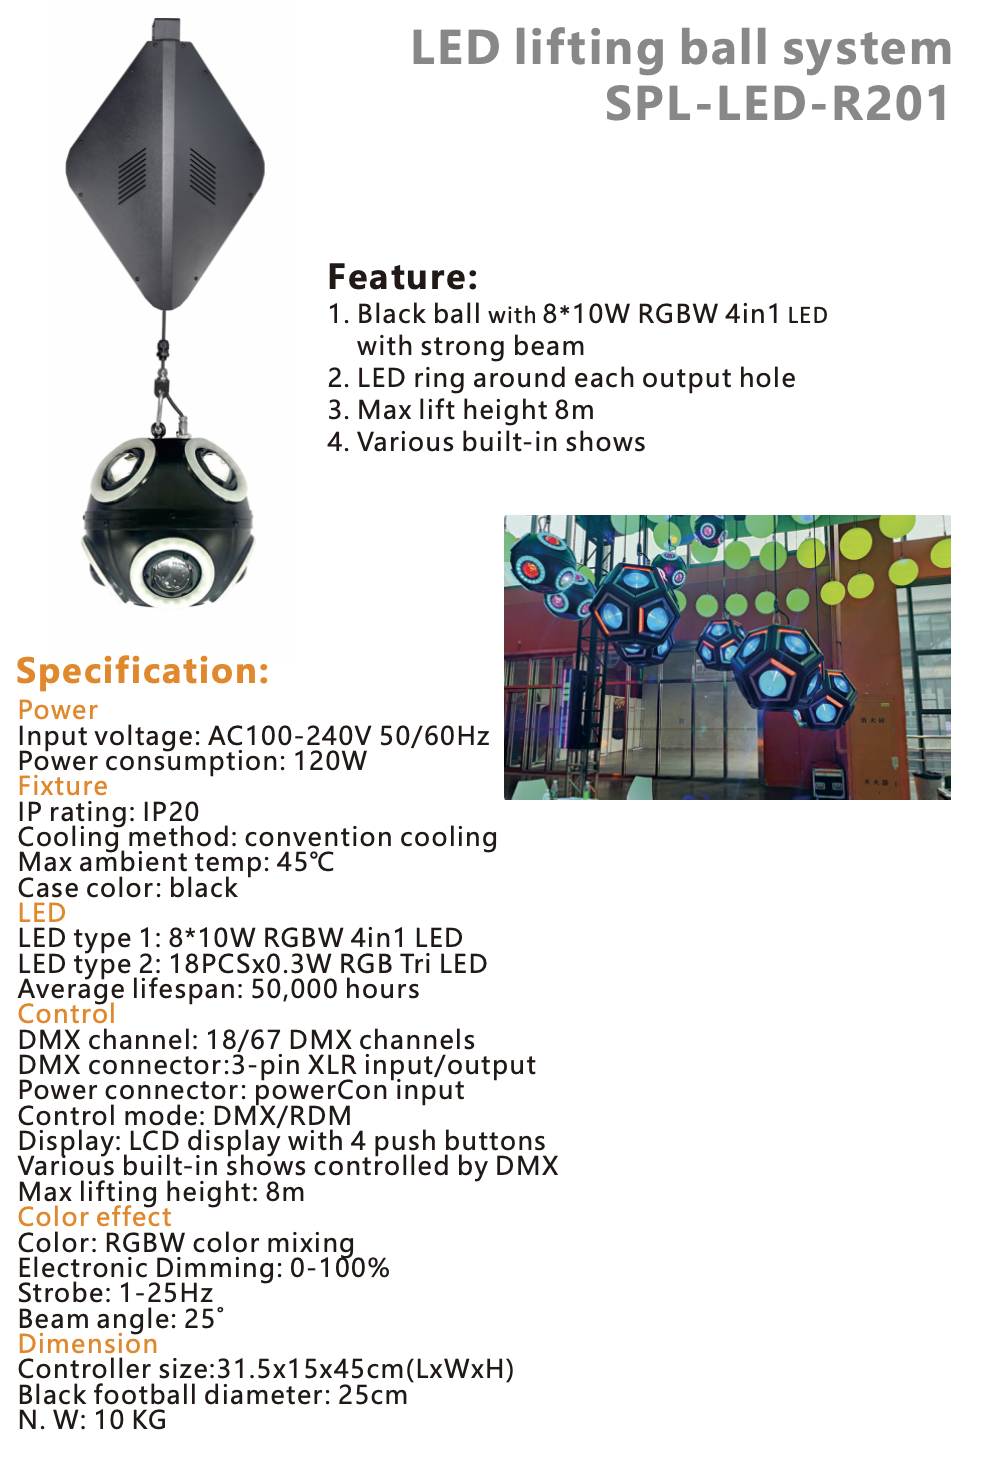 LED lifting ball system
SPL-LED-R201
Feature:
1. Black ball with 8*10W RGBW 4in1 LED
with strong beam
2. LED ring around each output hole
3. Max lift height 8m
4. Various built-in shows
Specification:
Power
Input voltage: AC100-240V 50/60Hz
Power consumption: 120W
Fixture
IP rating: IP20
Cooling method: convention cooling
Max ambient temp: 45℃
Case color: black
LED
LED type 1: 8*10W RGBW 4in1 LED
LED type 2: 18PCSx0.3W RGB Tri LED
Average lifespan: 50,000 hours
Control
DMX channel: 18/67 DMX channels
DMX connector:3-pin XLR input/output
Power connector: powerCon input
Control mode: DMX/RDM
Display: LCD display with 4 push buttons
Various built-in shows controlled by DMX
Max lifting height: 8m
Color effect
Color: RGBW color mixing
Electronic Dimming: 0-100%
Strobe: 1-25Hz
Beam angle: 25°
Dimension
Controller size:31.5x15x45cm(LxWxH)
Black football diameter: 25cm
N. W: 10 KG